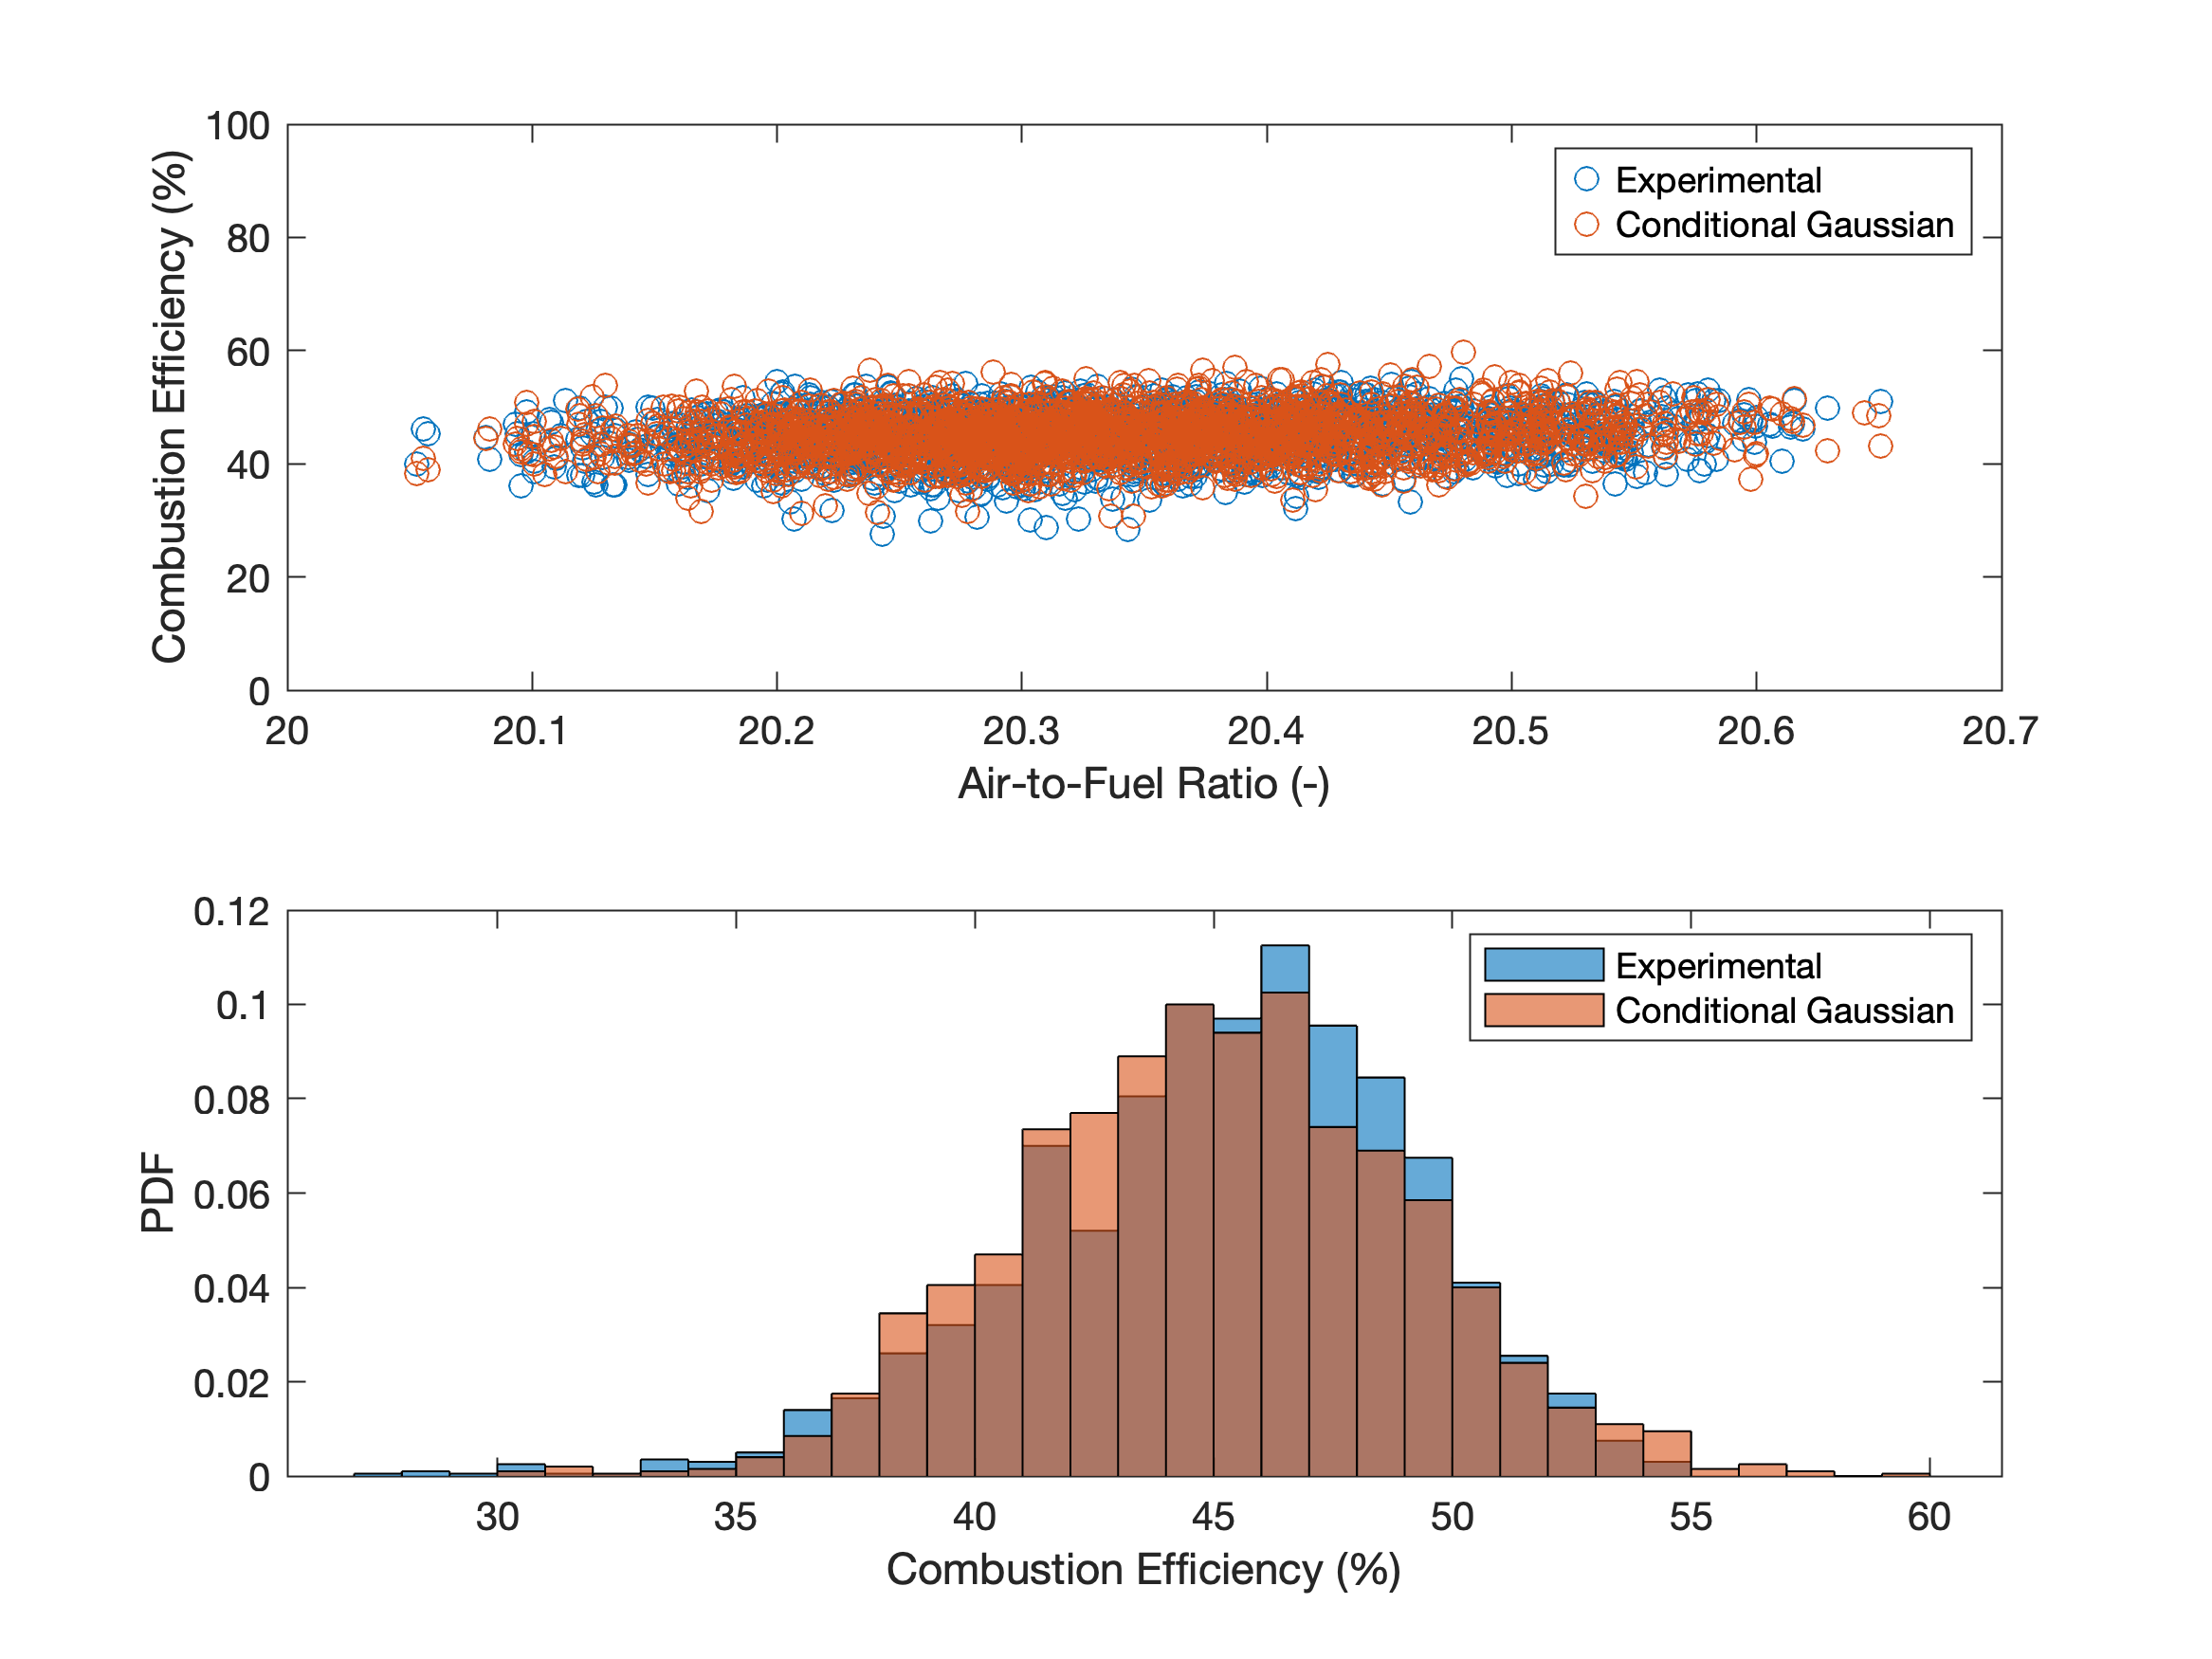 100
80
60
40
20
0
Combustion Efficiency (%)
Experimental
Conditional Gaussian
20 20.1 20.2 20.3 20.4 20.5 20.6 20.7
Air-to-Fuel Ratio (-)
0.12
0.1
0.08
0.06
0.04
0.02
0
PDF
Experimental
Conditional Gaussian
30 35 40 45 50 55 60
Combustion Efficiency (%)